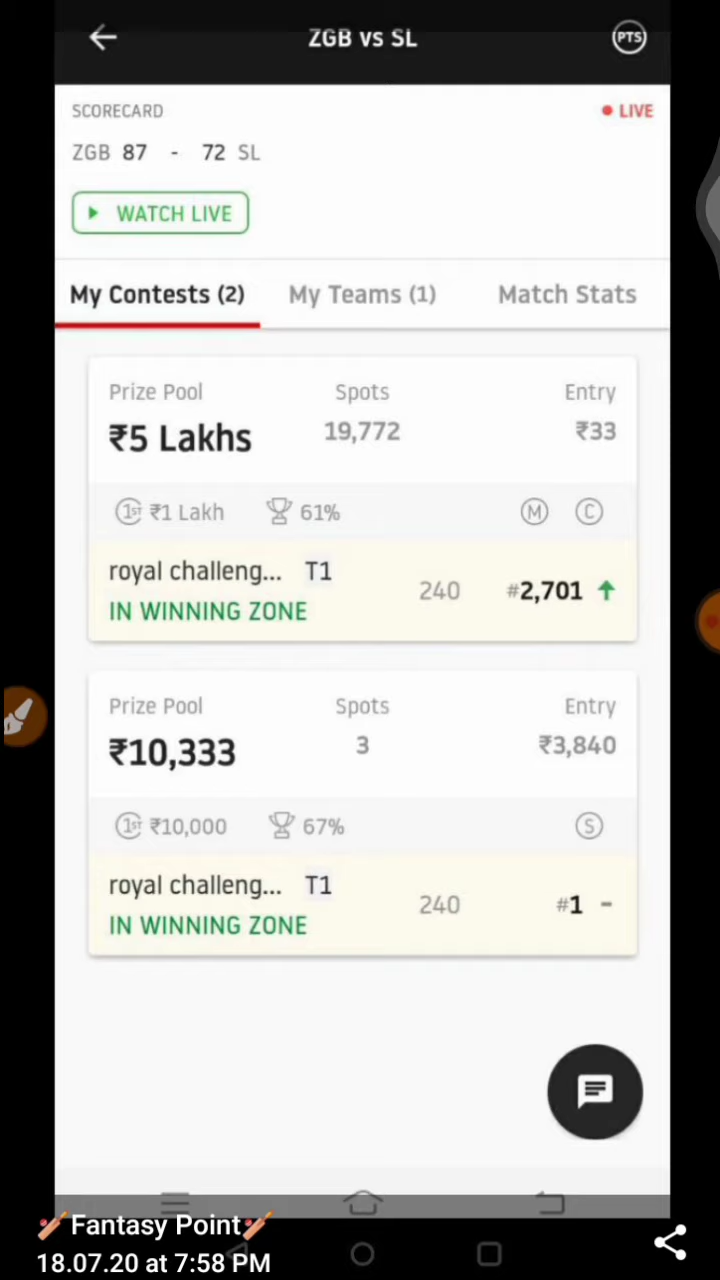 ZGB vs SL
PTS
SCORECARD
LIVE
ZGB 87 - 72 SL
WATCH LIVE
My Contests (2)
My Teams (1)
Match Stats
Prize Pool Spots Entry
₹5 Lakhs 19,772 ₹33
1ST ₹1 Lakh 61% M C
royal challeng... T1
240 #2,701
IN WINNING ZONE
Prize Pool Spots Entry
₹10,333 3 ₹3,840
1ST ₹10,000 67% S
royal challeng... T1
240 #1 -
IN WINNING ZONE
🏏Fantasy Point🏏
18.07.20 at 7:58 PM